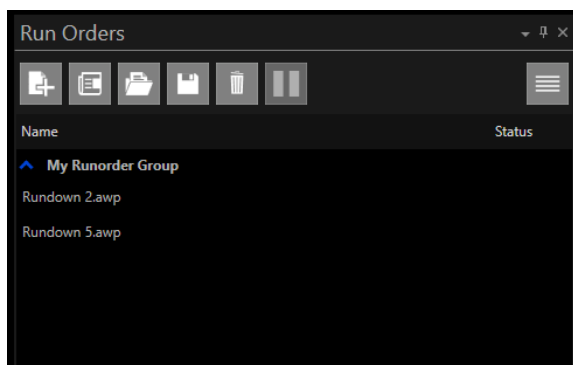 Run Orders
Name Status
My Runorder Group
Rundown 2.awp
Rundown 5.awp